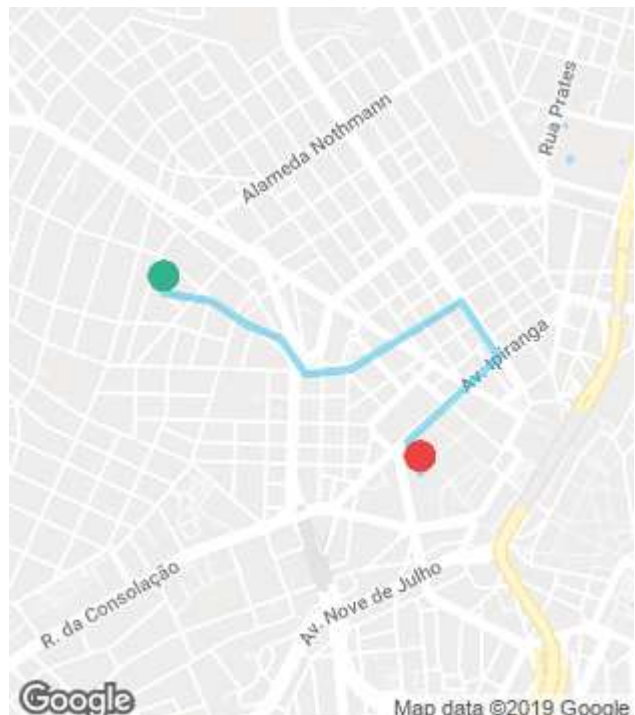 Rua Prates
Alameda Nothmann
Av. Ipiranga
R. da Consolação
Av. Nove de Julho
Google
Map data ©2019 Google